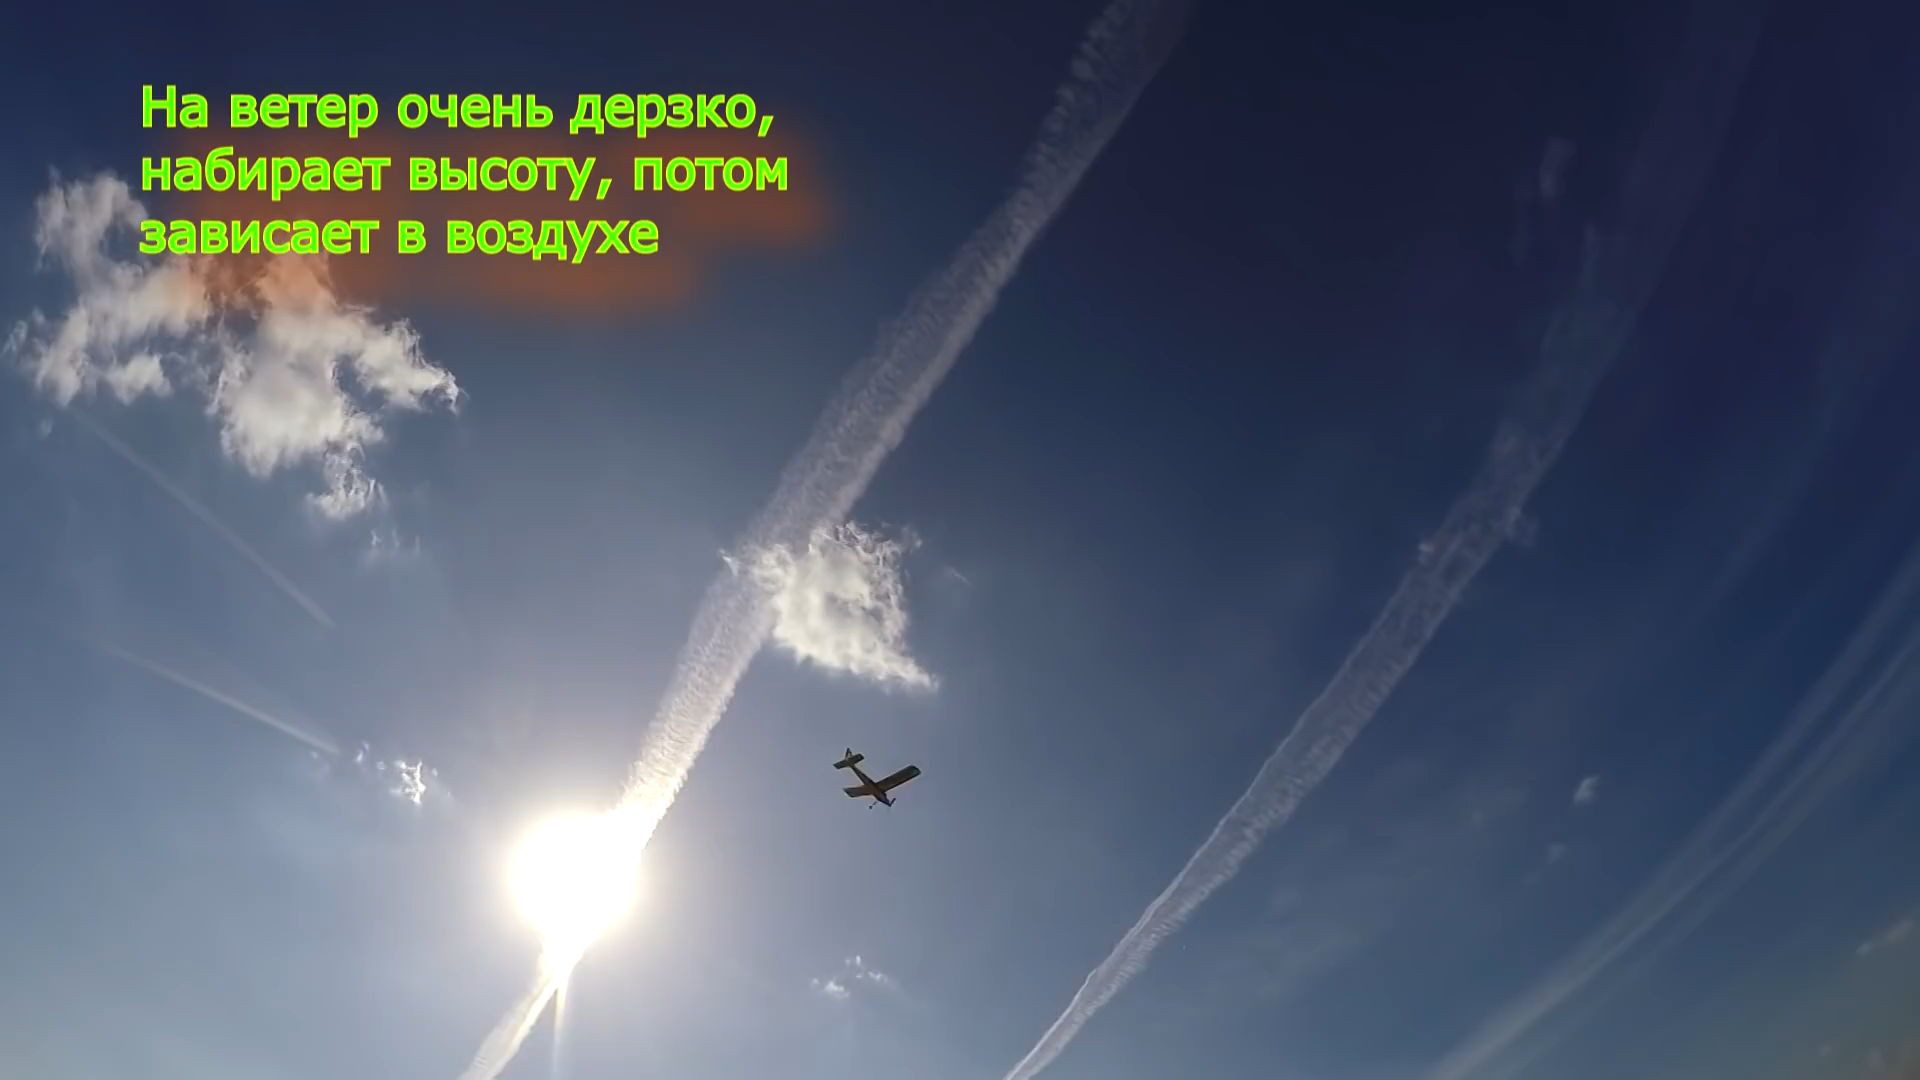 На ветер очень дерзко,
набирает высоту, потом
зависает в воздухе